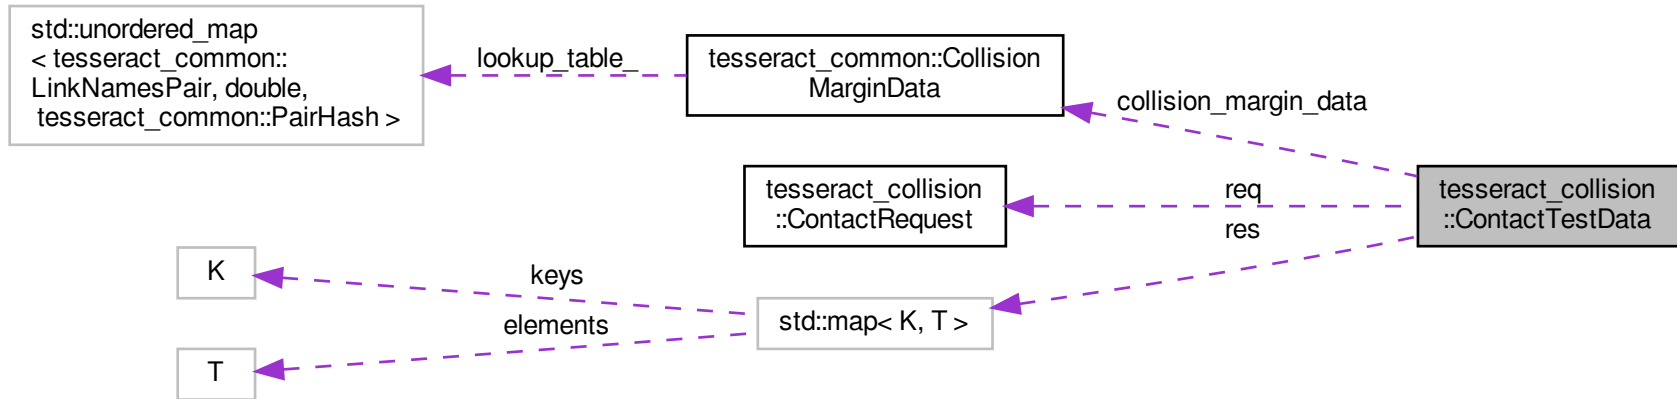 std::unordered_map
< tesseract_common::
LinkNamesPair, double,
tesseract_common::PairHash >
lookup_table_
tesseract_common::Collision
MarginData
collision_margin_data
tesseract_collision
::ContactRequest
req
res
tesseract_collision
::ContactTestData
K
keys
elements
std::map< K, T >
T